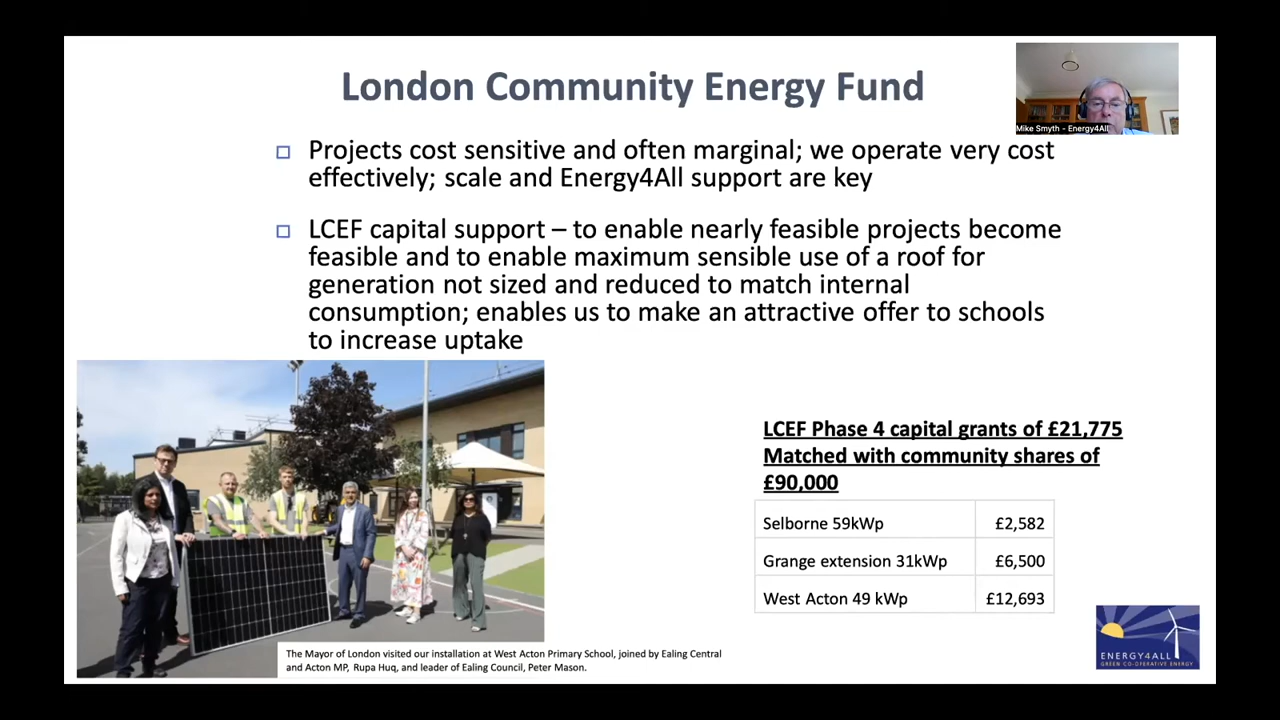 London Community Energy Fund
Mike Smyth - Energy4All
Projects cost sensitive and often marginal; we operate very cost
effectively; scale and Energy4All support are key
LCEF capital support – to enable nearly feasible projects become
feasible and to enable maximum sensible use of a roof for
generation not sized and reduced to match internal
consumption; enables us to make an attractive offer to schools
to increase uptake
LCEF Phase 4 capital grants of £21,775
Matched with community shares of
£90,000
Selborne 59kWp £2,582
Grange extension 31kWp £6,500
West Acton 49 kWp £12,693
The Mayor of London visited our installation at West Acton Primary School, joined by Ealing Central
and Acton MP, Rupa Huq, and leader of Ealing Council, Peter Mason.
ENERGY4ALL
GREEN CO-OPERATIVE ENERGY